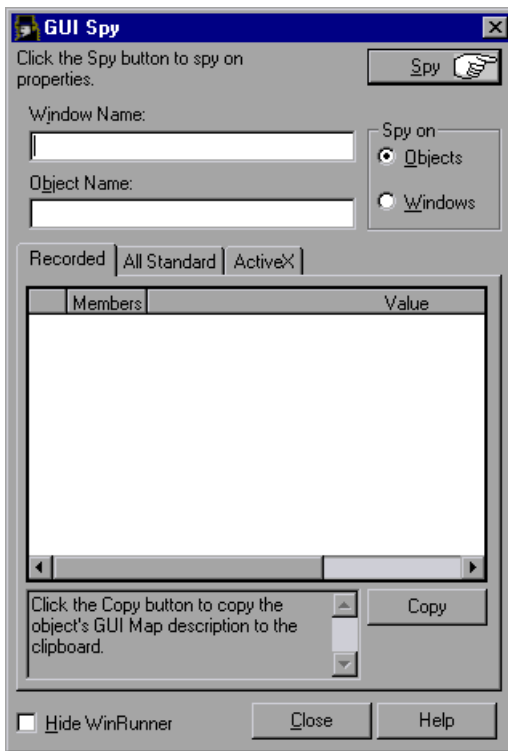 GUI Spy
Click the Spy button to spy on
properties.
Spy
Window Name:
Spy on
Objects
Object Name:
Windows
Recorded
All Standard
ActiveX
Members
Value
Click the Copy button to copy the
object's GUI Map description to the
clipboard.
Copy
Hide WinRunner
Close
Help